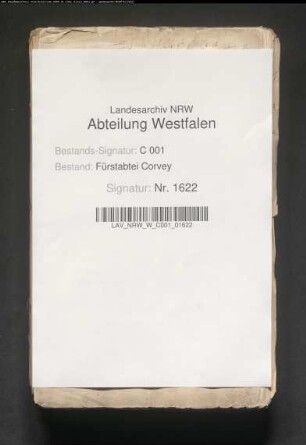 Landesarchiv NRW
Abteilung Westfalen
Bestands-Signatur: C 001
Bestand: Fürstabtei Corvey
Signatur: Nr. 1622
LAV_NRW_W_C001_01622